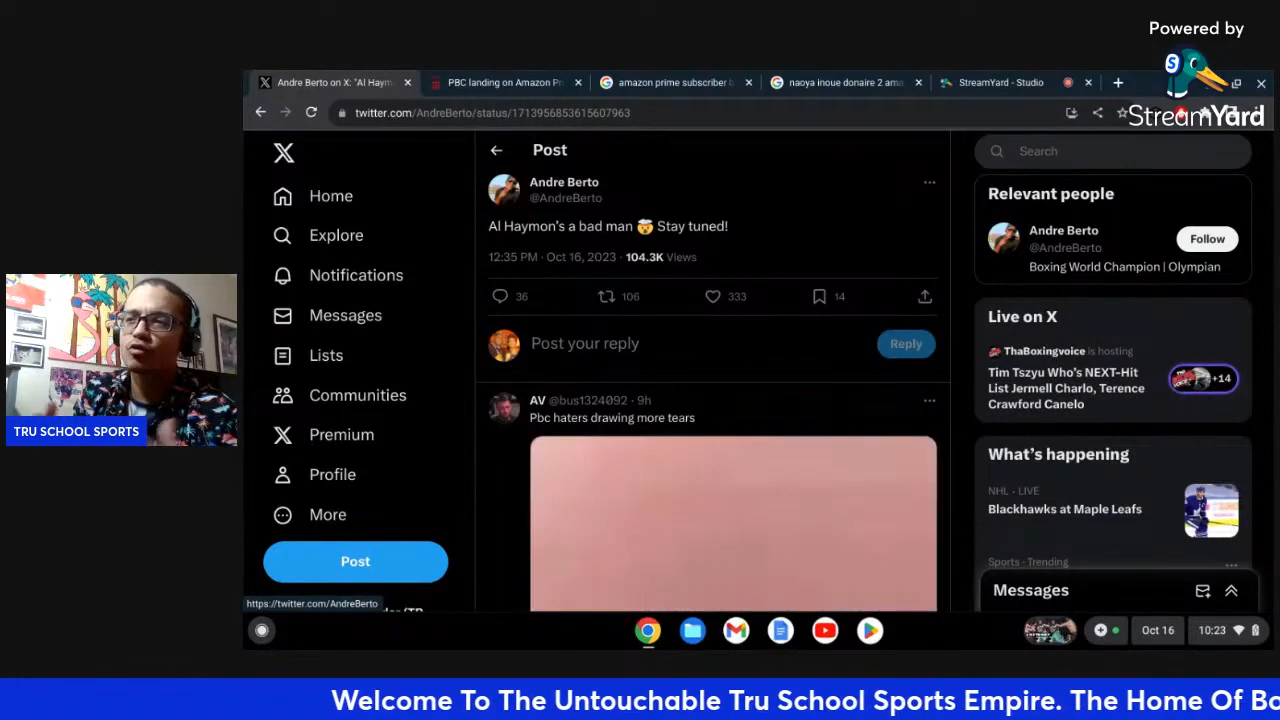 Powered by
StreamYard
Andre Berto on X: "Al Haym
PBC landing on Amazon Pr
amazon prime subscriber b
naoya inoue donaire 2 ama
StreamYard - Studio
twitter.com/AndreBerto/status/1713956853615607963
Home
Explore
Notifications
Messages
Lists
Communities
Premium
Profile
More
Post
https://twitter.com/AndreBerto
Post
Andre Berto
@AndreBerto
Al Haymon's a bad man 🤯 Stay tuned!
12:35 PM · Oct 16, 2023 · 104.3K Views
36
106
333
14
Post your reply
Reply
AV @bus1324092 · 9h
Pbc haters drawing more tears
Search
Relevant people
Andre Berto
@AndreBerto
Follow
Boxing World Champion | Olympian
Live on X
ThaBoxingvoice is hosting
Tim Tszyu Who's NEXT-Hit
List Jermell Charlo, Terence
Crawford Canelo
+14
What's happening
NHL · LIVE
Blackhawks at Maple Leafs
Sports · Trending
Messages
Oct 16
10:23
TRU SCHOOL SPORTS
Welcome To The Untouchable Tru School Sports Empire. The Home Of Bo